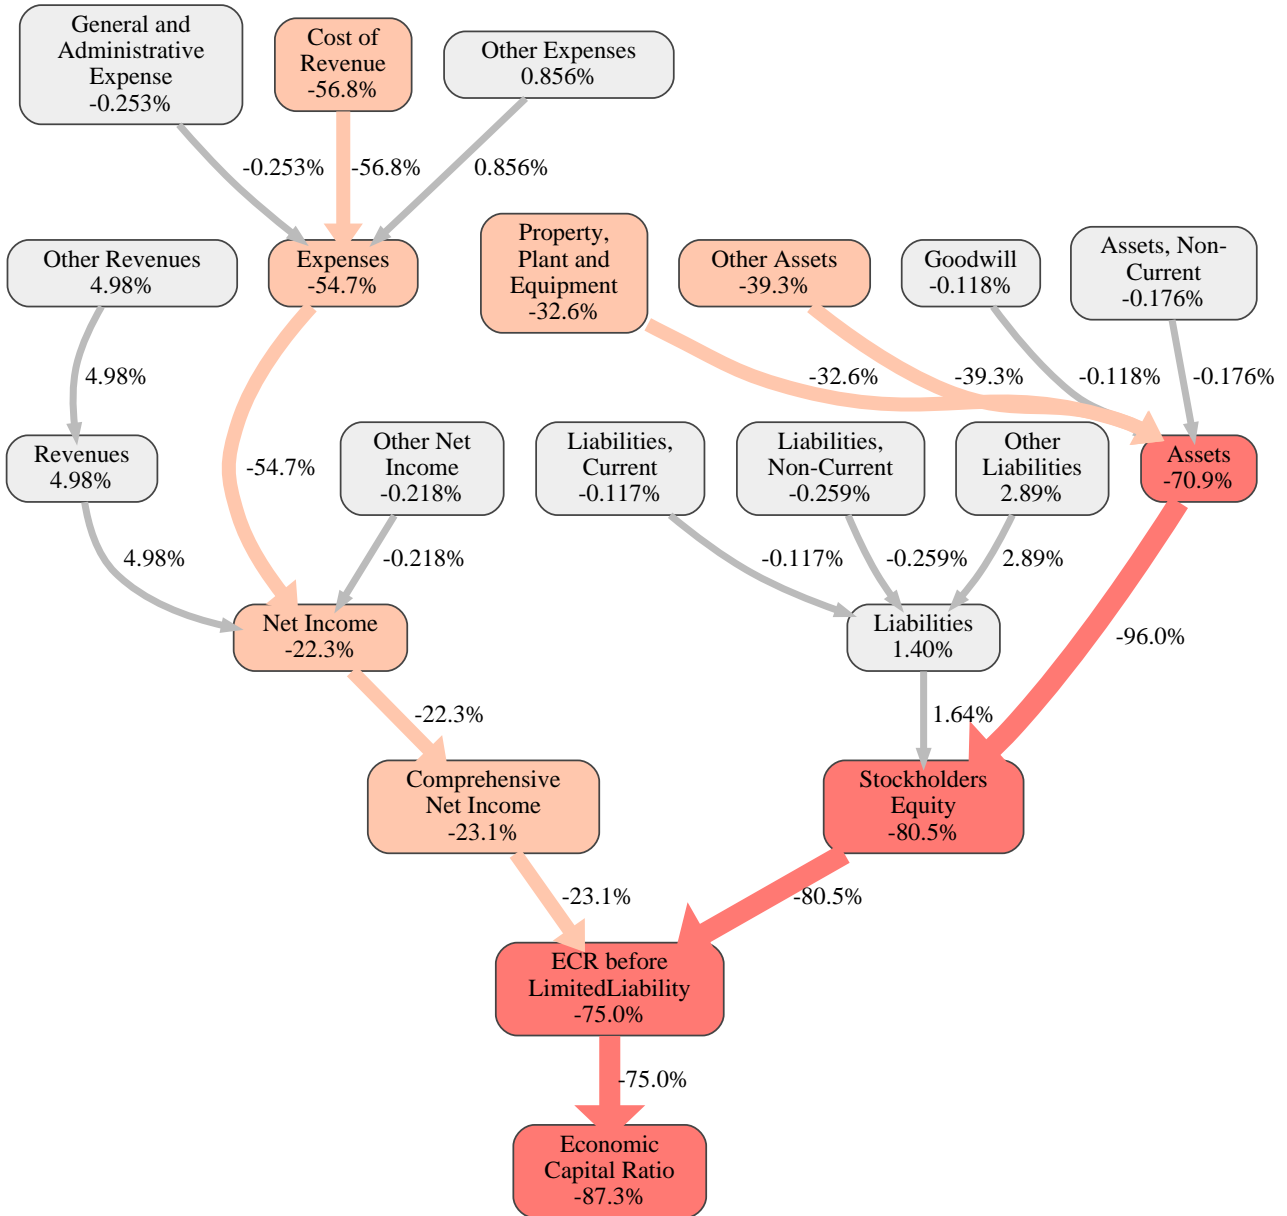 General and
Administrative
Expense
-0.253%
Cost of
Revenue
-56.8%
Other Expenses
0.856%
-0.253%
-56.8%
0.856%
Other Revenues
4.98%
Expenses
-54.7%
Property,
Plant and
Equipment
-32.6%
Other Assets
-39.3%
Goodwill
-0.118%
Assets, Non-
Current
-0.176%
4.98%
-32.6%
-39.3%
-0.118%
-0.176%
Revenues
4.98%
-54.7%
Other Net
Income
-0.218%
Liabilities,
Current
-0.117%
Liabilities,
Non-Current
-0.259%
Other
Liabilities
2.89%
Assets
-70.9%
4.98%
-0.218%
-0.117%
-0.259%
2.89%
Net Income
-22.3%
Liabilities
1.40%
-96.0%
-22.3%
1.64%
Comprehensive
Net Income
-23.1%
Stockholders
Equity
-80.5%
-23.1%
-80.5%
ECR before
LimitedLiability
-75.0%
-75.0%
Economic
Capital Ratio
-87.3%